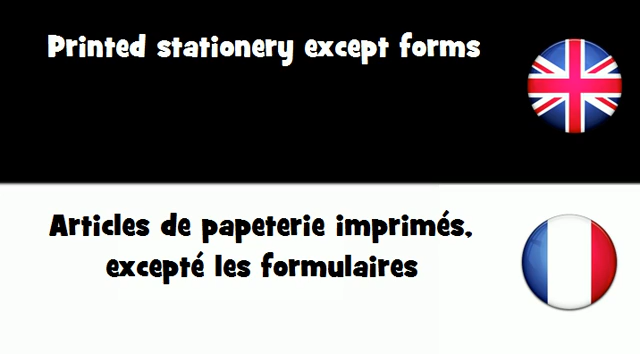 Printed stationery except forms
Articles de papeterie imprimés,
excepté les formulaires